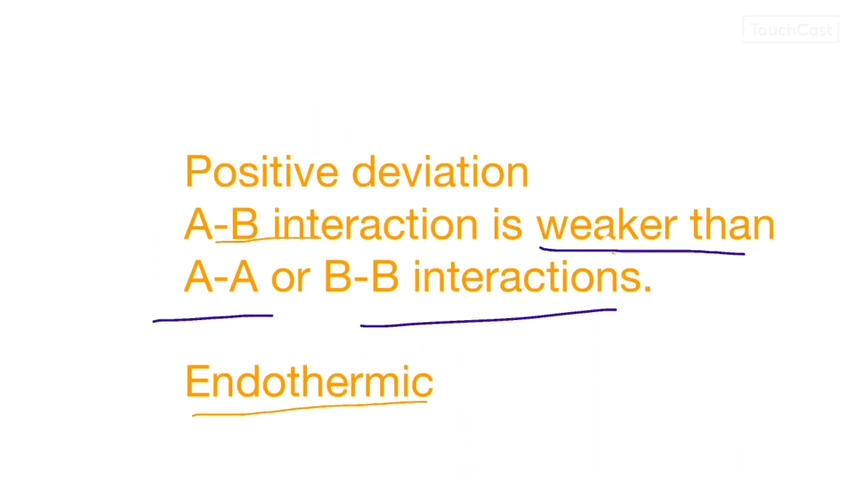 TouchCast
Positive deviation
A-B interaction is weaker than
A-A or B-B interactions.
Endothermic